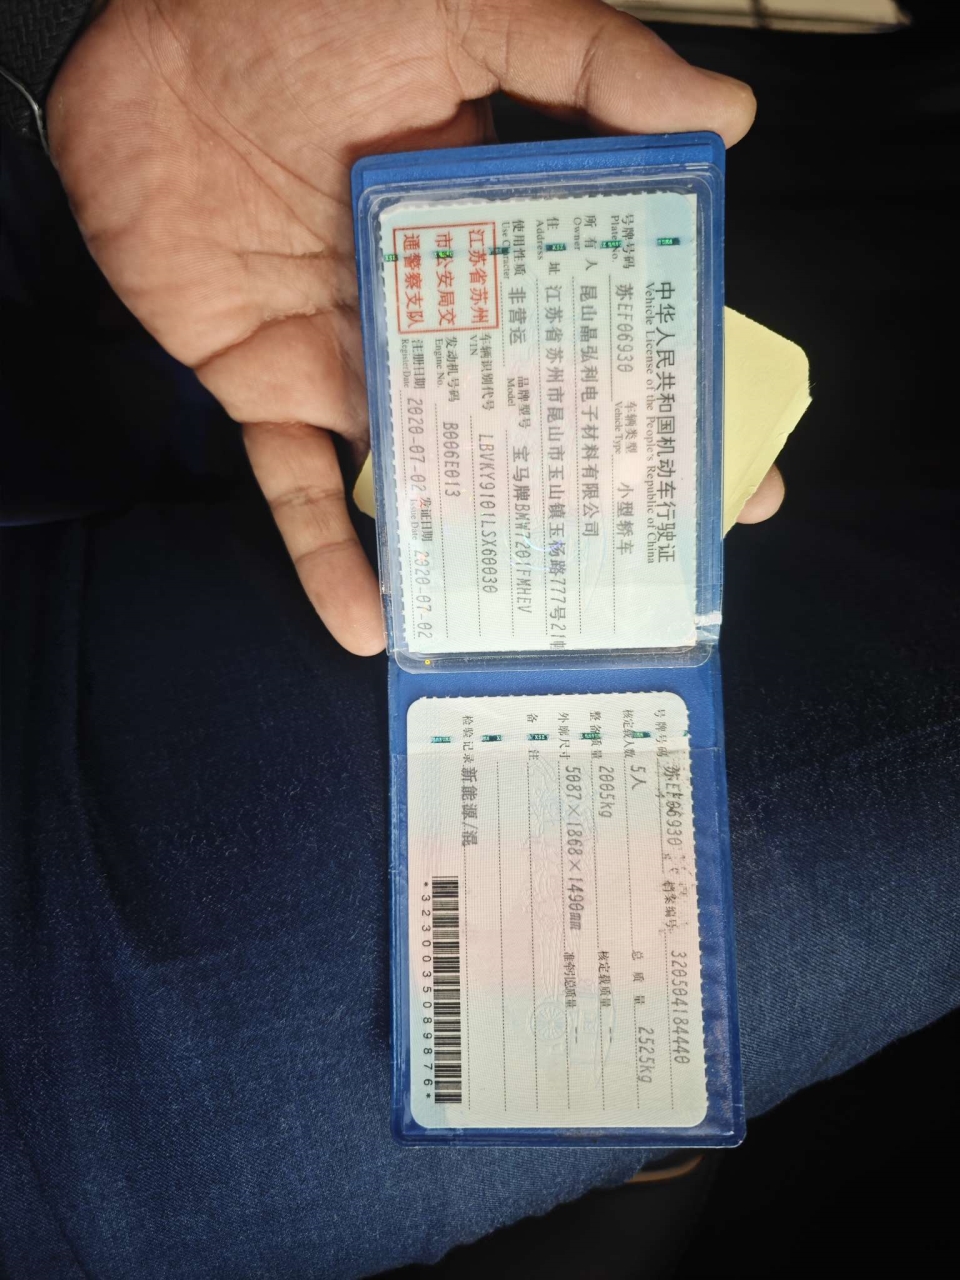 中华人民共和国机动车行驶证
Vehicle License of the People's Republic of China
号牌号码 苏EF06930 车辆类型 小型轿车
Plate No. Vehicle Type
所有人 昆山晶弘利电子材料有限公司
Owner
住址 江苏省苏州市昆山市玉山镇玉杨路777号21
Address
使用性质 非营运 品牌型号 宝马牌BMW7201FMHEV
Use Character Model
江苏省苏州
市公安局交
通警察支队
车辆识别代号 LBVKY9101LSX60030
VIN
发动机号码 B006E013
Engine No.
注册日期 2020-07-02 发证日期 2020-07-02
Register Date Issue Date
号牌号码 苏EF06930 档案编号 320504184440
核定载人数 5人 总质量 2525kg
整备质量 2005kg 核定载质量 --
外廓尺寸 5087×1868×1490mm 准牵引总质量 --
备注
检验记录 新能源/混
*3230035089876*